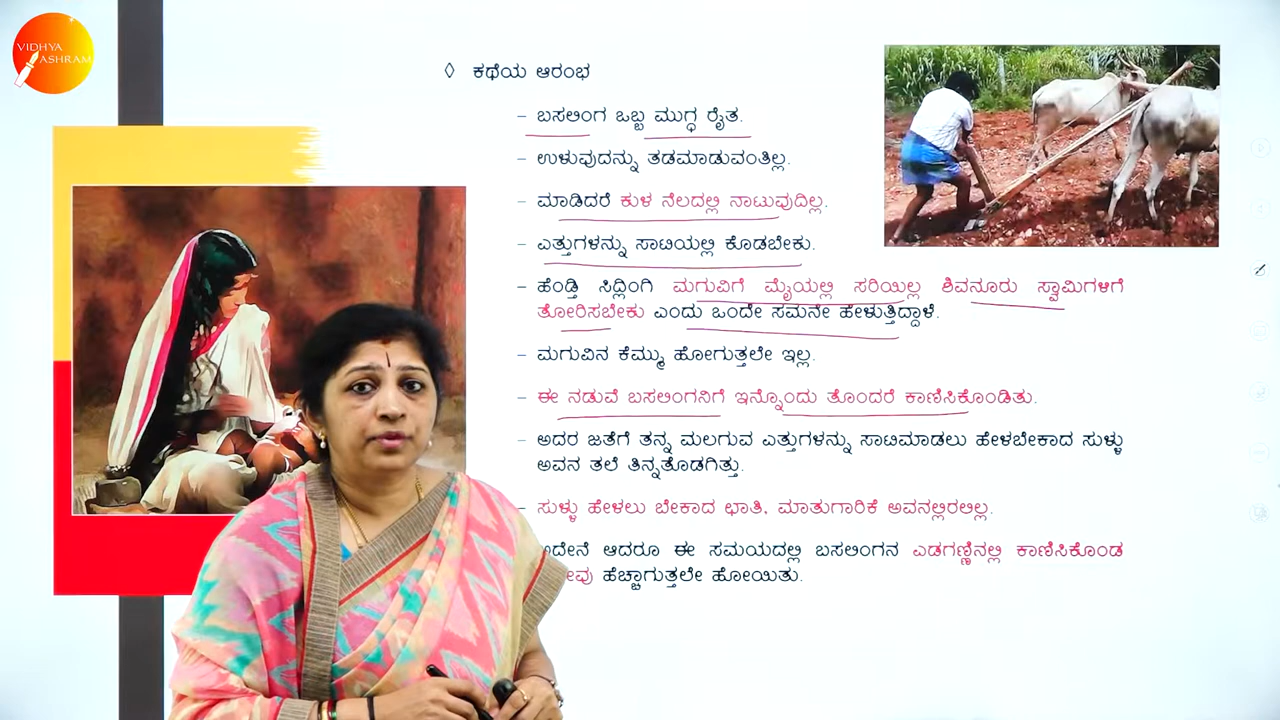 VIDHYA
ASHRAM
◊ ಕಥೆಯ ಆರಂಭ
– ಬಸಲಿಂಗ ಒಬ್ಬ ಮುಗ್ಧ ರೈತ.
– ಉಳುವುದನ್ನು ತಡಮಾಡುವಂತಿಲ್ಲ.
– ಮಾಡಿದರೆ ಕುಳ ನೆಲದಲ್ಲಿ ನಾಟುವುದಿಲ್ಲ.
– ಎತ್ತುಗಳನ್ನು ಸಾಟಿಯಲ್ಲಿ ಕೊಡಬೇಕು.
– ಹೆಂಡ್ತಿ ಸಿದ್ಲಿಂಗಿ ಮಗುವಿಗೆ ಮೈಯಲ್ಲಿ ಸರಿಯಿಲ್ಲ ಶಿವನೂರು ಸ್ವಾಮಿಗಳಿಗೆ
ತೋರಿಸಬೇಕು ಎಂದು ಒಂದೇ ಸಮನೇ ಹೇಳುತ್ತಿದ್ದಾಳೆ.
– ಮಗುವಿನ ಕೆಮ್ಮು ಹೋಗುತ್ತಲೇ ಇಲ್ಲ.
– ಈ ನಡುವೆ ಬಸಲಿಂಗನಿಗೆ ಇನ್ನೊಂದು ತೊಂದರೆ ಕಾಣಿಸಿಕೊಂಡಿತು.
– ಅದರ ಜತೆಗೆ ತನ್ನ ಮಲಗುವ ಎತ್ತುಗಳನ್ನು ಸಾಟಿಮಾಡಲು ಹೇಳಬೇಕಾದ ಸುಳ್ಳು
ಅವನ ತಲೆ ತಿನ್ನತೊಡಗಿತ್ತು.
– ಸುಳ್ಳು ಹೇಳಲು ಬೇಕಾದ ಛಾತಿ, ಮಾತುಗಾರಿಕೆ ಅವನಲ್ಲಿರಲಿಲ್ಲ.
ಆದರೂ ಈ ಸಮಯದಲ್ಲಿ ಬಸಲಿಂಗನ ಎಡಗಣ್ಣಿನಲ್ಲಿ ಕಾಣಿಸಿಕೊಂಡ
ಹೆಚ್ಚಾಗುತ್ತಲೇ ಹೋಯಿತು.